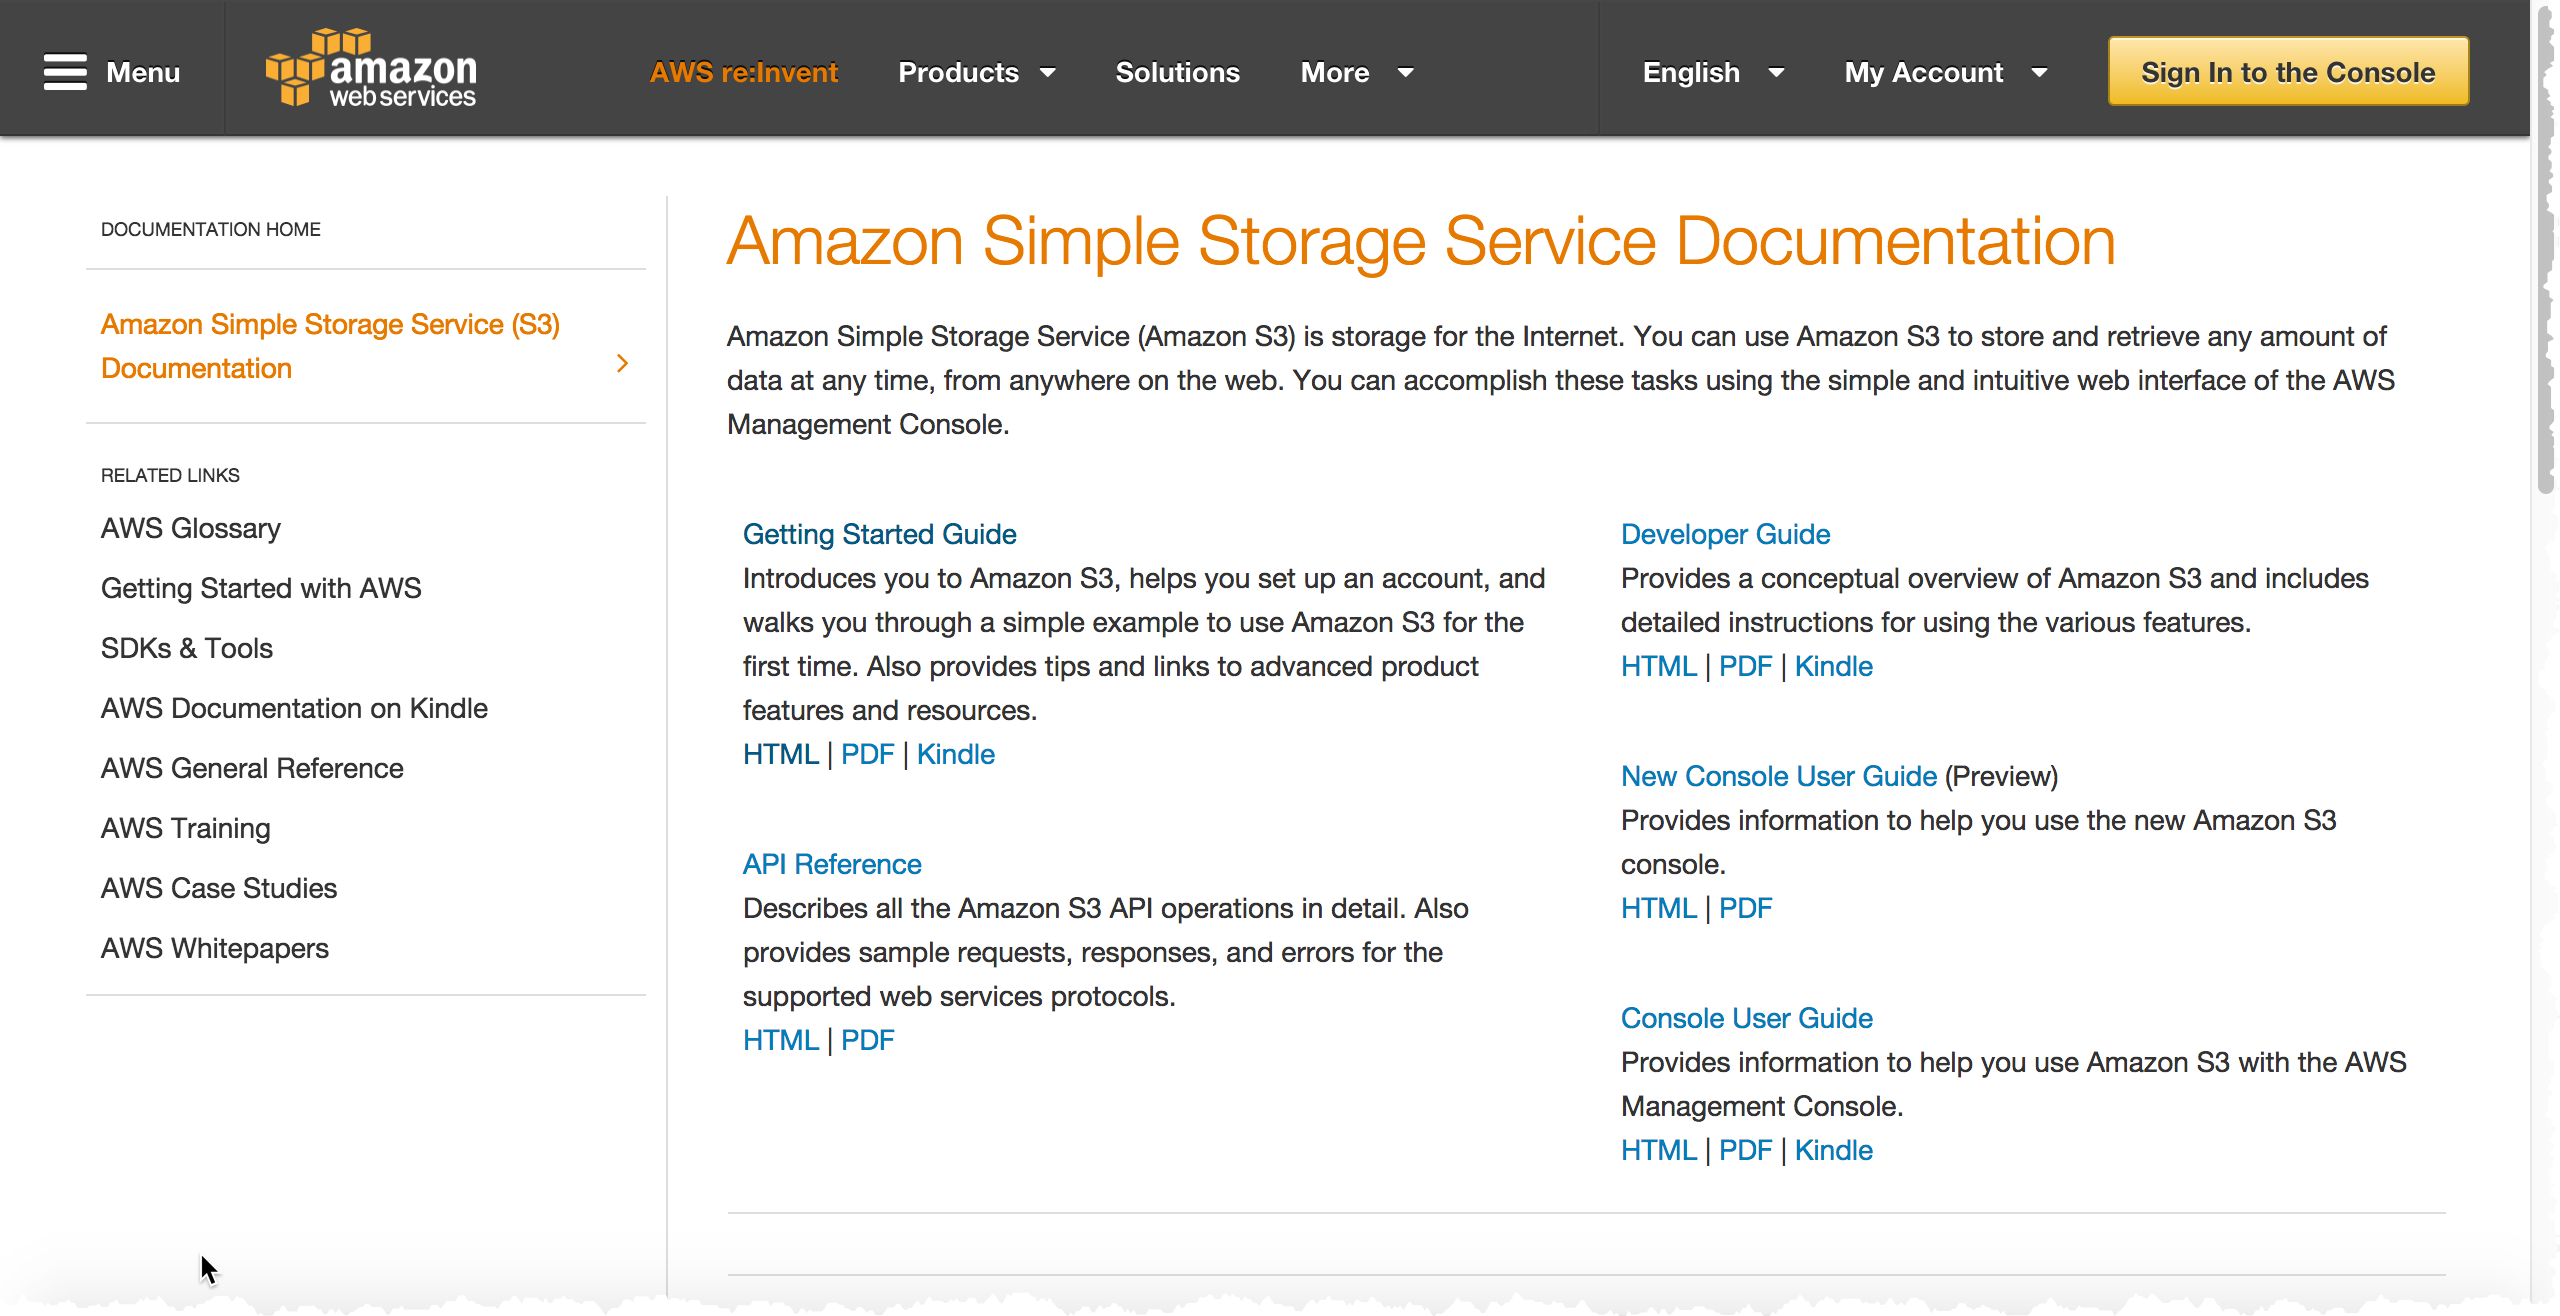 Menu
amazon
web services
AWS re:Invent
Products
Solutions
More
English
My Account
Sign In to the Console
DOCUMENTATION HOME
Amazon Simple Storage Service (S3)
Documentation
RELATED LINKS
AWS Glossary
Getting Started with AWS
SDKs & Tools
AWS Documentation on Kindle
AWS General Reference
AWS Training
AWS Case Studies
AWS Whitepapers
Amazon Simple Storage Service Documentation
Amazon Simple Storage Service (Amazon S3) is storage for the Internet. You can use Amazon S3 to store and retrieve any amount of
data at any time, from anywhere on the web. You can accomplish these tasks using the simple and intuitive web interface of the AWS
Management Console.
Getting Started Guide
Introduces you to Amazon S3, helps you set up an account, and
walks you through a simple example to use Amazon S3 for the
first time. Also provides tips and links to advanced product
features and resources.
HTML | PDF | Kindle
API Reference
Describes all the Amazon S3 API operations in detail. Also
provides sample requests, responses, and errors for the
supported web services protocols.
HTML | PDF
Developer Guide
Provides a conceptual overview of Amazon S3 and includes
detailed instructions for using the various features.
HTML | PDF | Kindle
New Console User Guide (Preview)
Provides information to help you use the new Amazon S3
console.
HTML | PDF
Console User Guide
Provides information to help you use Amazon S3 with the AWS
Management Console.
HTML | PDF | Kindle